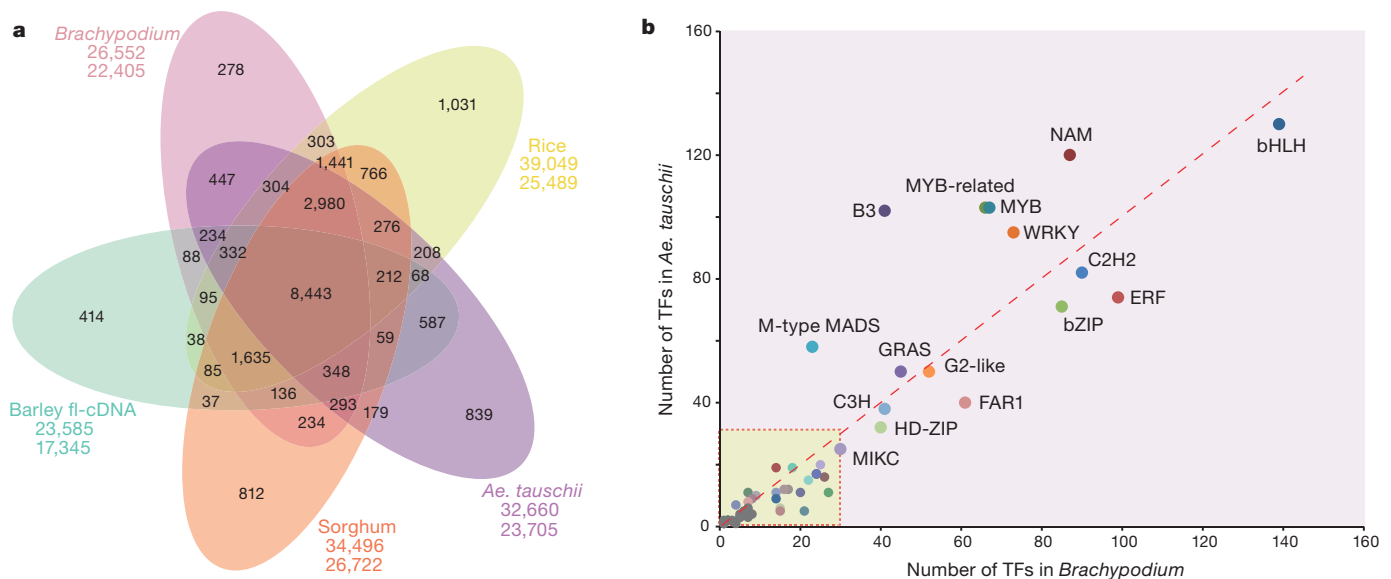 a
Brachypodium
26,552
22,405
278
1,031
Rice
39,049
25,489
303
1,441
766
447
304
2,980
276
234
332
208
88
212
68
95
8,443
414
587
38
59
1,635
85
348
37
136
293
179
234
839
Barley fl-cDNA
23,585
17,345
812
Ae. tauschii
32,660
23,705
Sorghum
34,496
26,722
b
160
120
80
40
0
Number of TFs in Ae. tauschii
NAM
bHLH
MYB-related
B3
MYB
WRKY
C2H2
ERF
bZIP
M-type MADS
GRAS
G2-like
C3H
FAR1
HD-ZIP
MIKC
0 20 40 60 80 100 120 140 160
Number of TFs in Brachypodium